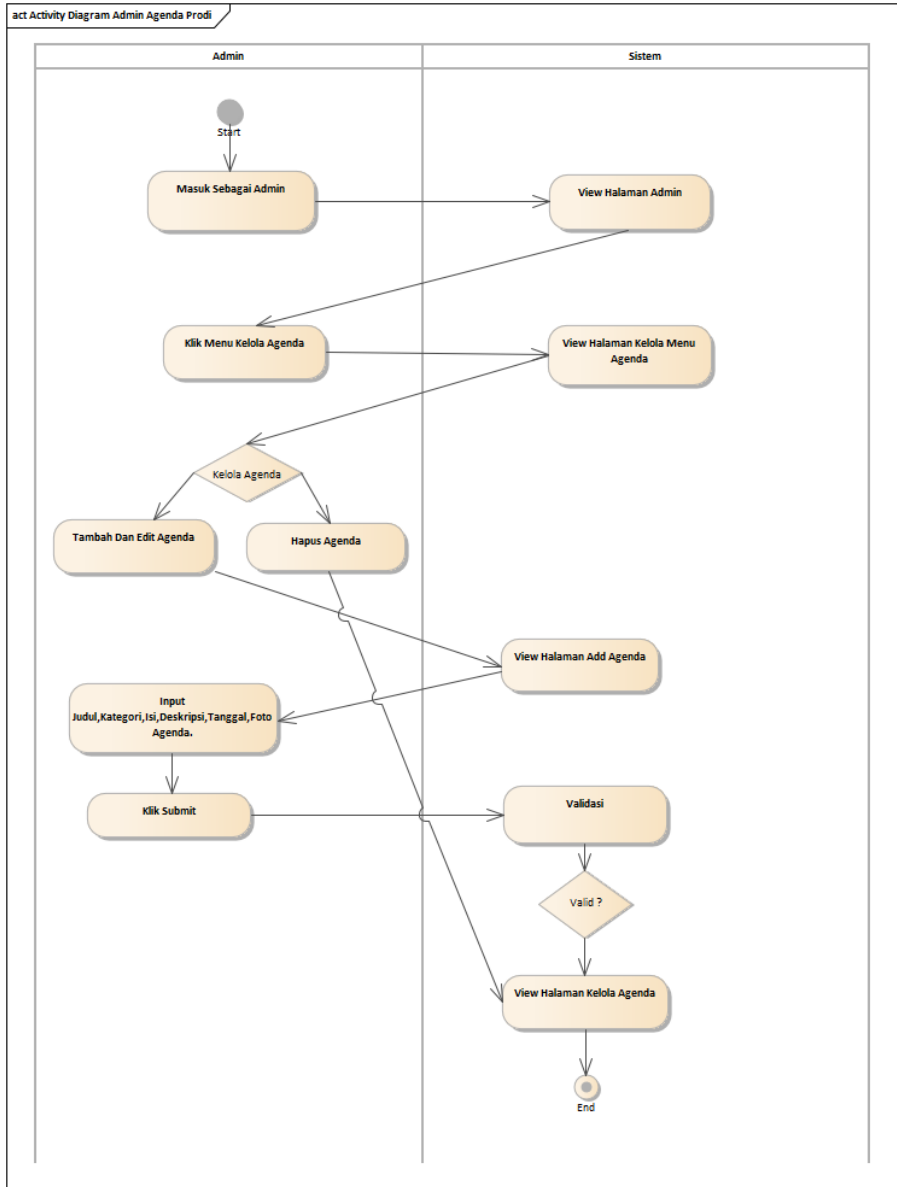 act Activity Diagram Admin Agenda Prodi
Admin
Sistem
Start
Masuk Sebagai Admin
View Halaman Admin
Klik Menu Kelola Agenda
View Halaman Kelola Menu
Agenda
Kelola Agenda
Tambah Dan Edit Agenda
Hapus Agenda
View Halaman Add Agenda
Input
Judul,Kategori,Isi,Deskripsi,Tanggal,Foto
Agenda.
Klik Submit
Validasi
Valid ?
View Halaman Kelola Agenda
End